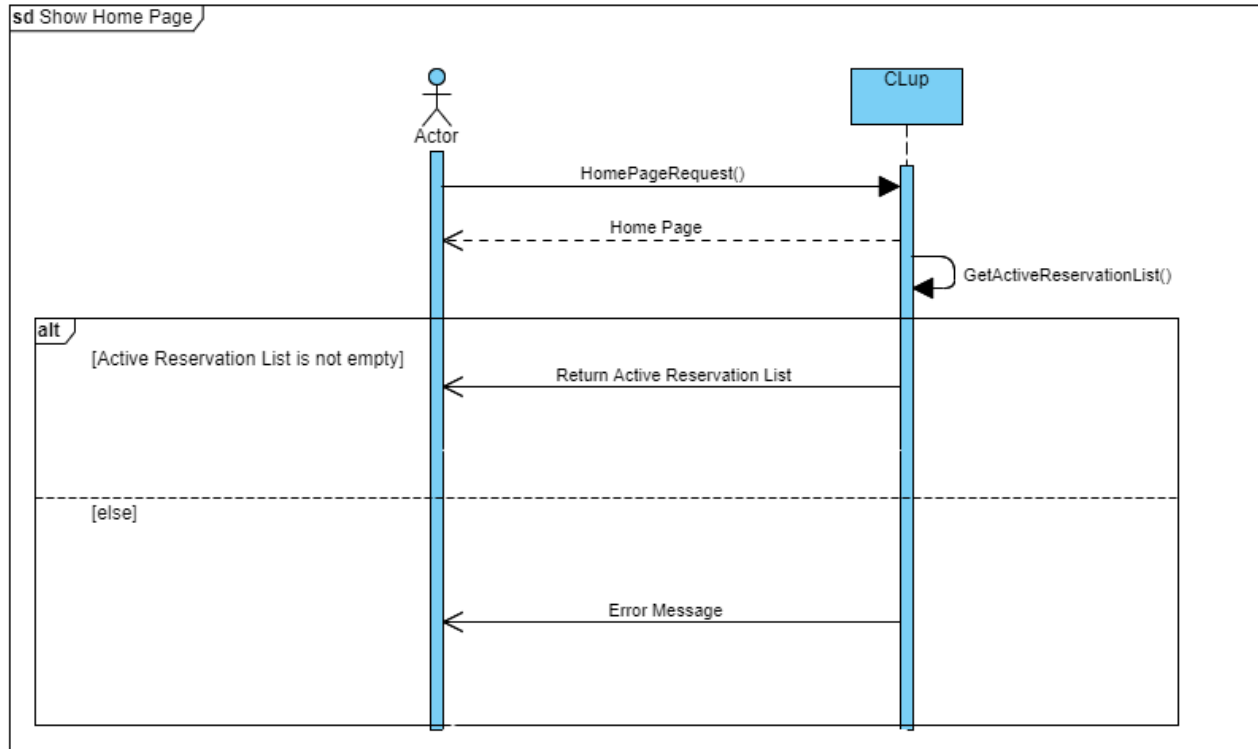 sd Show Home Page
CLup
Actor
HomePageRequest()
Home Page
GetActiveReservationList()
alt
[Active Reservation List is not empty]
Return Active Reservation List
[else]
Error Message